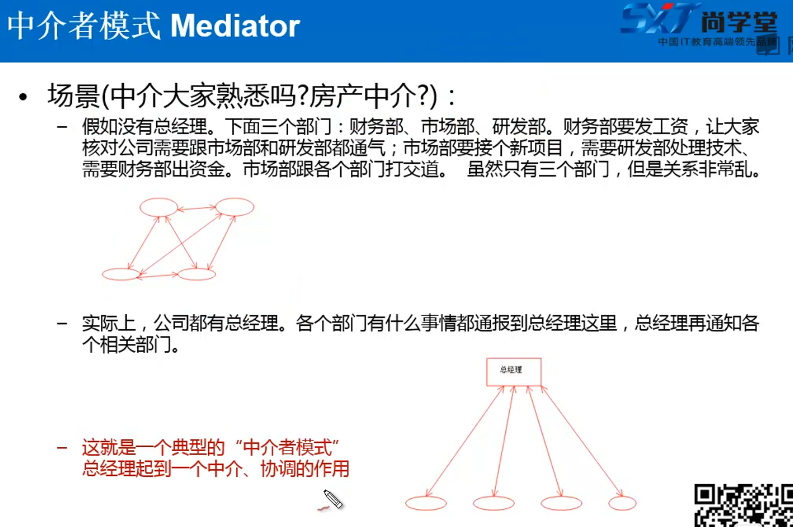 中介者模式 Mediator
SXT 尚学堂
中国IT教育高端领先品牌
• 场景(中介大家熟悉吗?房产中介?)：
– 假如没有总经理。下面三个部门：财务部、市场部、研发部。财务部要发工资，让大家
核对公司需要跟市场部和研发部都通气；市场部要接个新项目，需要研发部处理技术、
需要财务部出资金。市场部跟各个部门打交道。 虽然只有三个部门，但是关系非常乱。
– 实际上，公司都有总经理。各个部门有什么事情都通报到总经理这里，总经理再通知各
个相关部门。
总经理
– 这就是一个典型的“中介者模式”
总经理起到一个中介、协调的作用